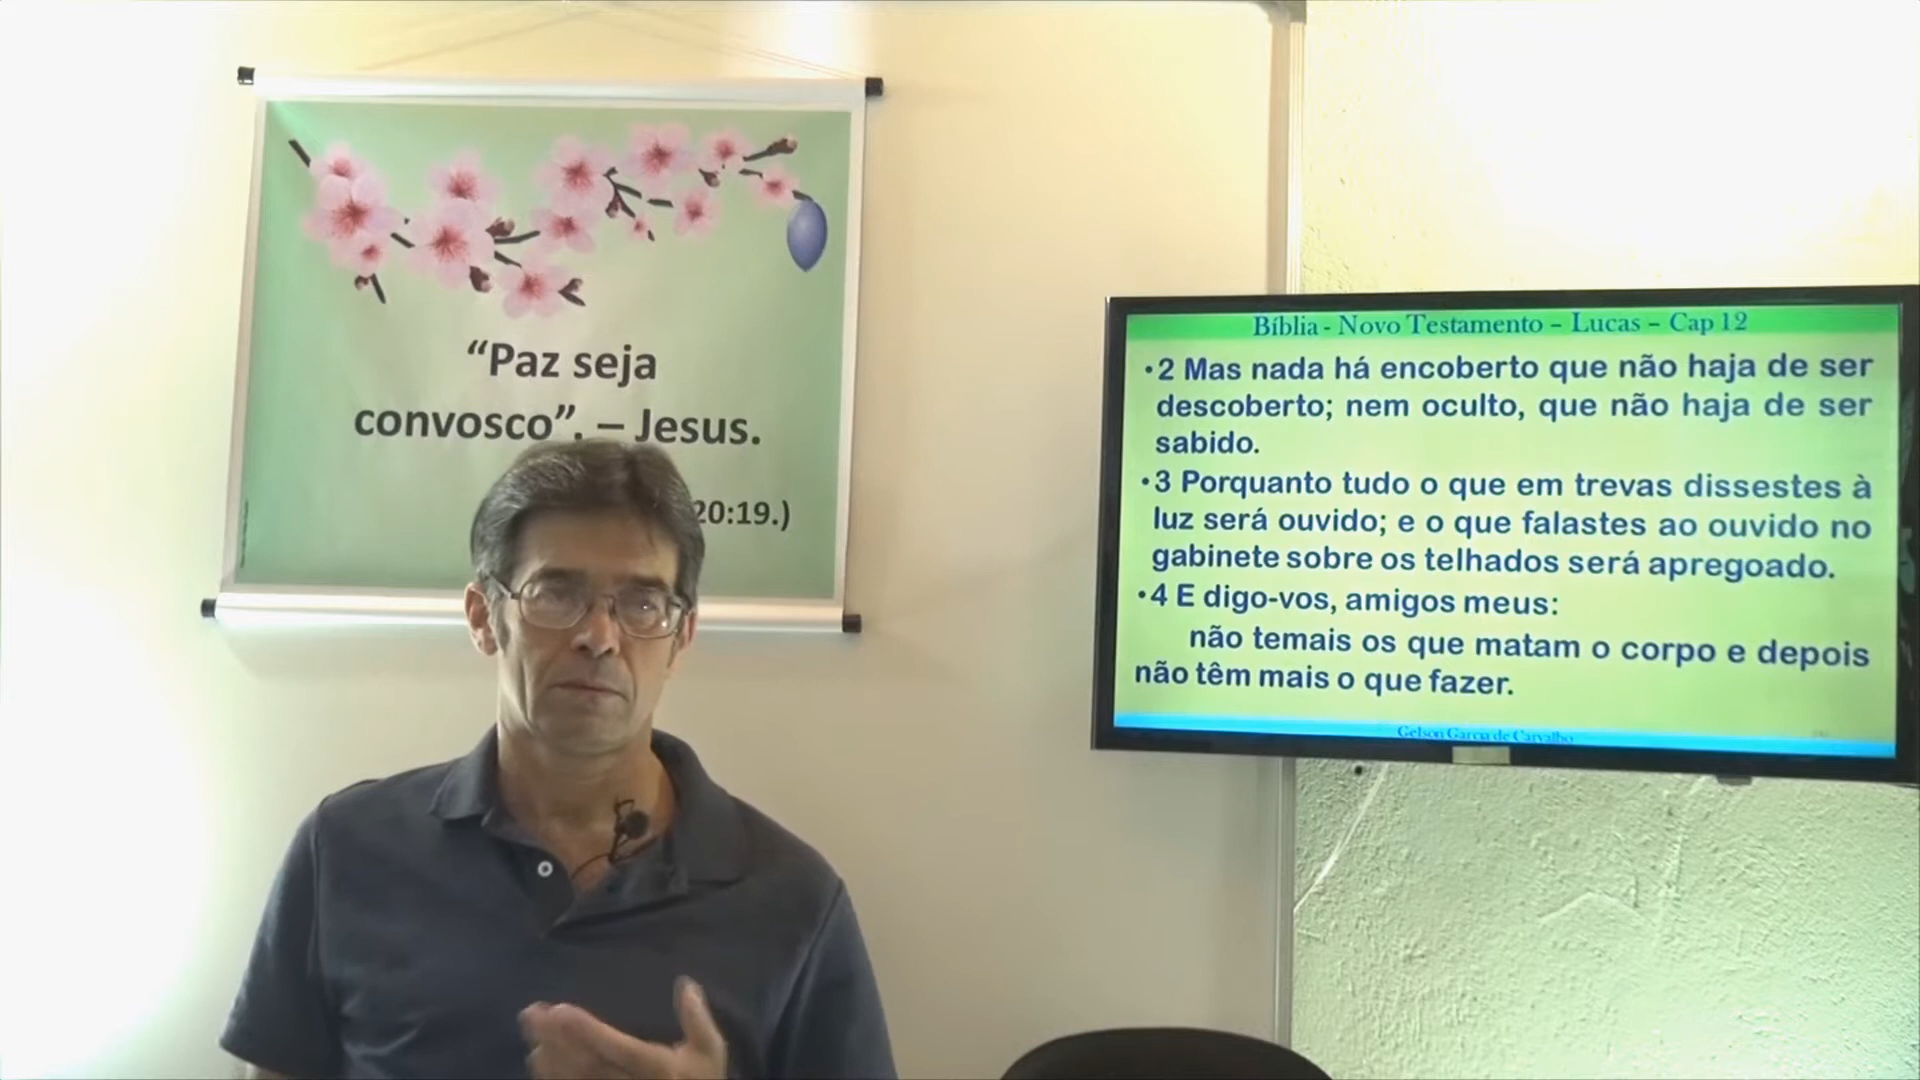 “Paz seja
convosco”. – Jesus.
20:19.)
Bíblia - Novo Testamento – Lucas – Cap 12
•2 Mas nada há encoberto que não haja de ser
descoberto; nem oculto, que não haja de ser
sabido.
•3 Porquanto tudo o que em trevas dissestes à
luz será ouvido; e o que falastes ao ouvido no
gabinete sobre os telhados será apregoado.
•4 E digo-vos, amigos meus:
não temais os que matam o corpo e depois
não têm mais o que fazer.
Gelson Garcia de Carvalho